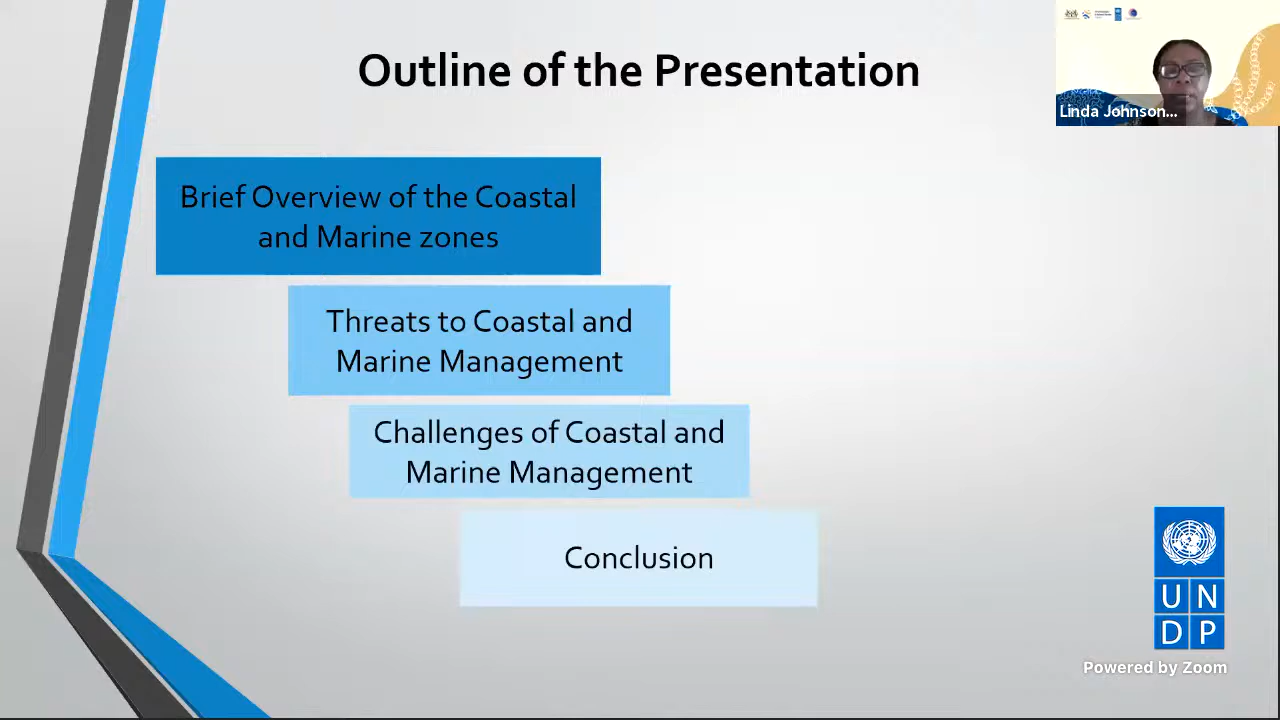 Outline of the Presentation
Linda Johnson...
Brief Overview of the Coastal
and Marine zones
Threats to Coastal and
Marine Management
Challenges of Coastal and
Marine Management
Conclusion
U N
D P
Powered by Zoom